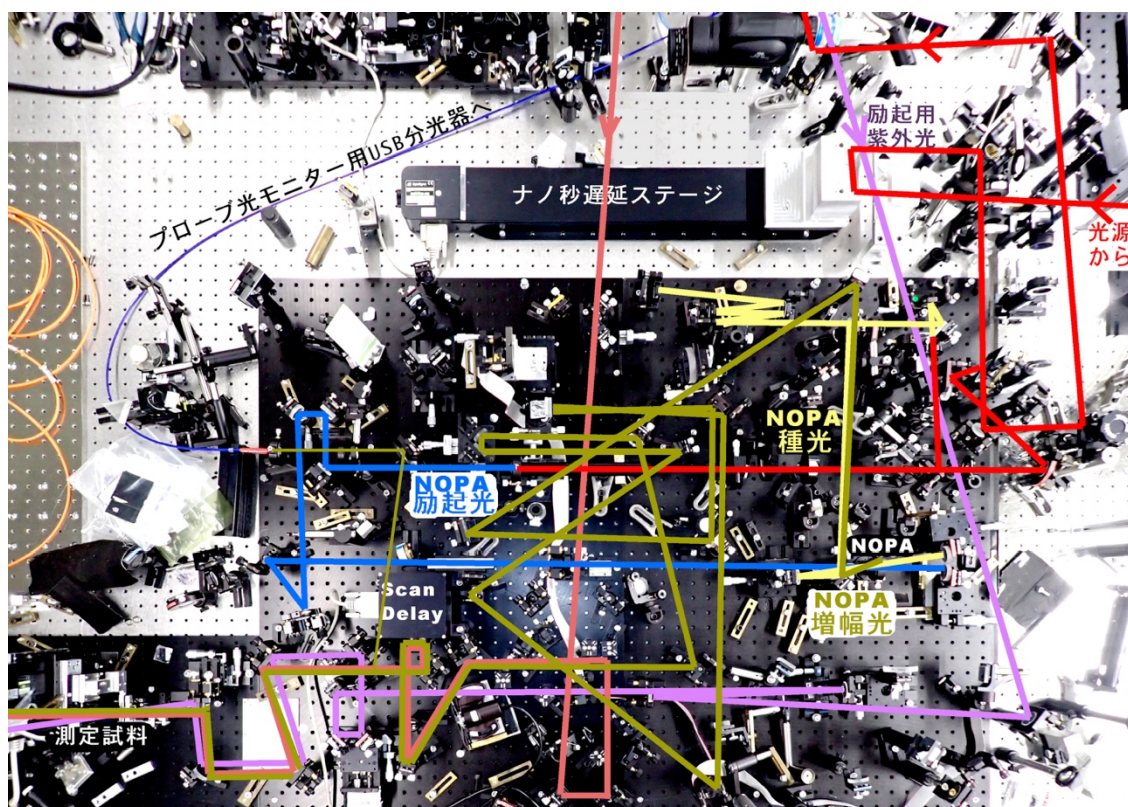 励起用
紫外光
プローブ光モニター用USB分光器へ
ナノ秒遅延ステージ
光源
から
NOPA
種光
NOPA
励起光
NOPA
Scan
Delay
NOPA
増幅光
測定試料